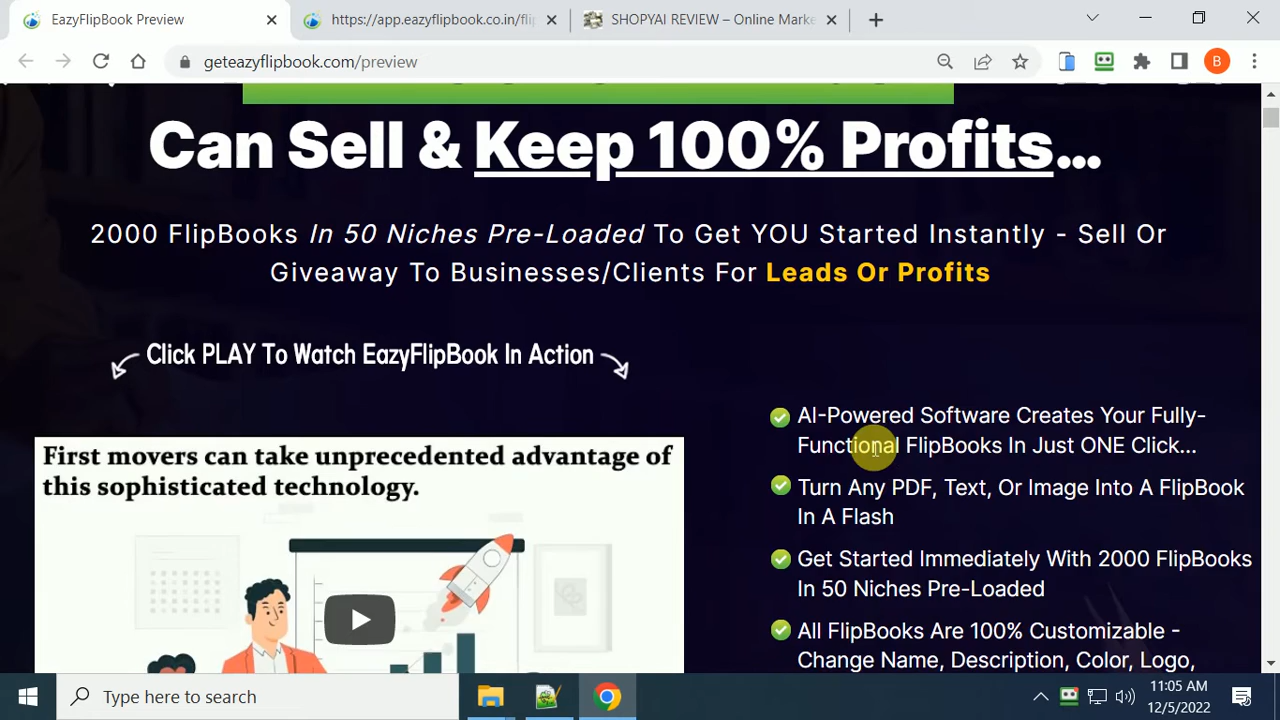 EazyFlipBook Preview
https://app.eazyflipbook.co.in/flip
SHOPYAI REVIEW – Online Marke
geteazyflipbook.com/preview
B
Can Sell & Keep 100% Profits...
2000 FlipBooks In 50 Niches Pre-Loaded To Get YOU Started Instantly - Sell Or
Giveaway To Businesses/Clients For Leads Or Profits
Click PLAY To Watch EazyFlipBook In Action
First movers can take unprecedented advantage of
this sophisticated technology.
AI-Powered Software Creates Your Fully-
Functional FlipBooks In Just ONE Click...
Turn Any PDF, Text, Or Image Into A FlipBook
In A Flash
Get Started Immediately With 2000 FlipBooks
In 50 Niches Pre-Loaded
All FlipBooks Are 100% Customizable -
Change Name, Description, Color, Logo,
Type here to search
11:05 AM
12/5/2022